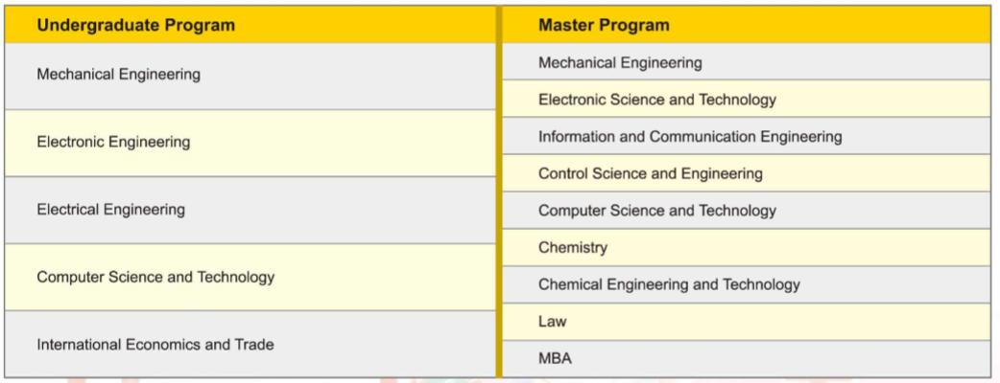 Undergraduate Program
Mechanical Engineering
Electronic Engineering
Electrical Engineering
Computer Science and Technology
International Economics and Trade
Master Program
Mechanical Engineering
Electronic Science and Technology
Information and Communication Engineering
Control Science and Engineering
Computer Science and Technology
Chemistry
Chemical Engineering and Technology
Law
MBA